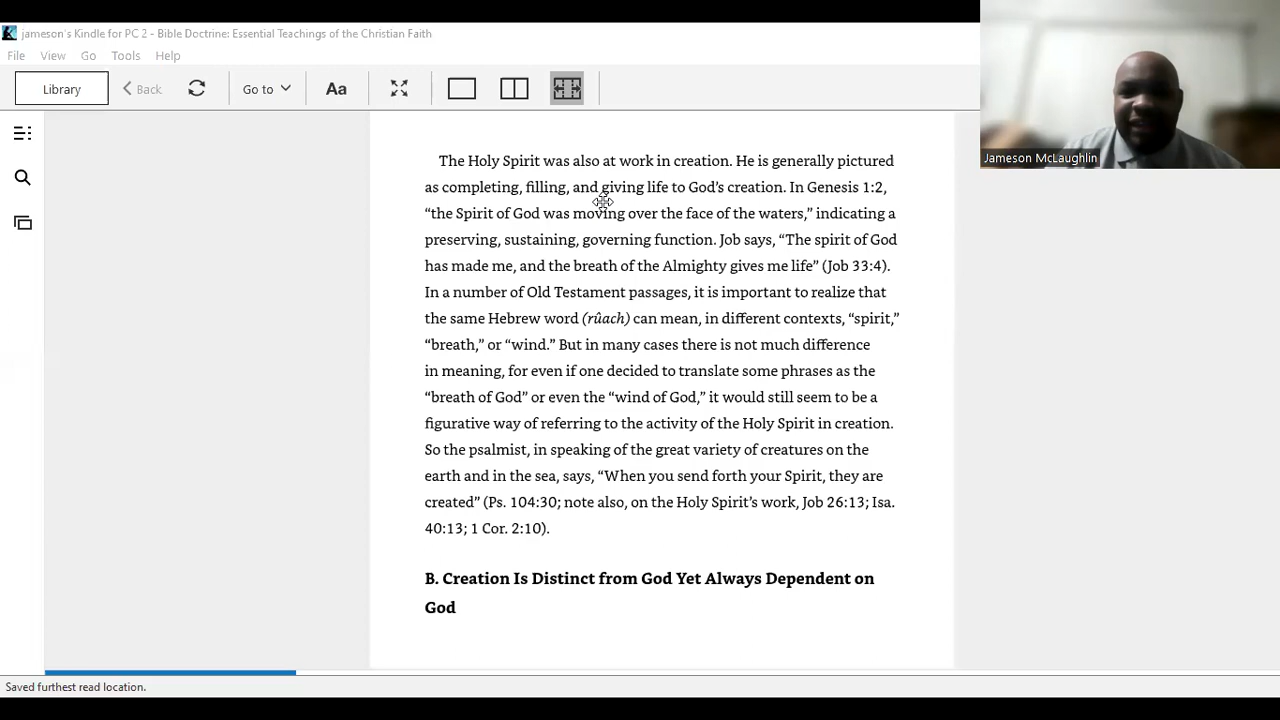 jameson's Kindle for PC 2 - Bible Doctrine: Essential Teachings of the Christian Faith
File View Go Tools Help
Library Back Go to Aa
Jameson McLaughlin
The Holy Spirit was also at work in creation. He is generally pictured
as completing, filling, and giving life to God’s creation. In Genesis 1:2,
“the Spirit of God was moving over the face of the waters,” indicating a
preserving, sustaining, governing function. Job says, “The spirit of God
has made me, and the breath of the Almighty gives me life” (Job 33:4).
In a number of Old Testament passages, it is important to realize that
the same Hebrew word (rûach) can mean, in different contexts, “spirit,”
“breath,” or “wind.” But in many cases there is not much difference
in meaning, for even if one decided to translate some phrases as the
“breath of God” or even the “wind of God,” it would still seem to be a
figurative way of referring to the activity of the Holy Spirit in creation.
So the psalmist, in speaking of the great variety of creatures on the
earth and in the sea, says, “When you send forth your Spirit, they are
created” (Ps. 104:30; note also, on the Holy Spirit’s work, Job 26:13; Isa.
40:13; 1 Cor. 2:10).
B. Creation Is Distinct from God Yet Always Dependent on
God
Saved furthest read location.